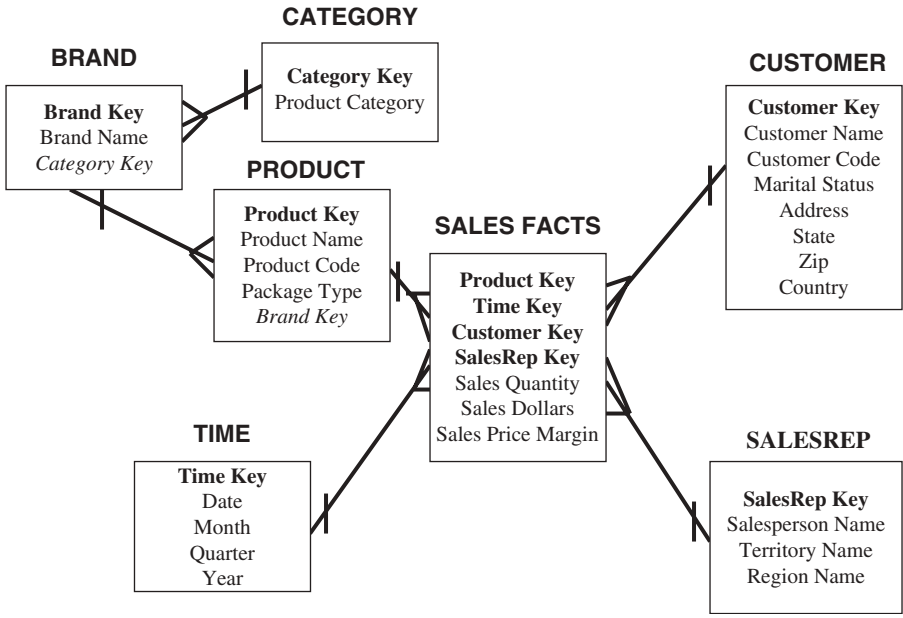 CATEGORY
Category Key
Product Category
BRAND
Brand Key
Brand Name
Category Key
PRODUCT
Product Key
Product Name
Product Code
Package Type
Brand Key
SALES FACTS
Product Key
Time Key
Customer Key
SalesRep Key
Sales Quantity
Sales Dollars
Sales Price Margin
CUSTOMER
Customer Key
Customer Name
Customer Code
Marital Status
Address
State
Zip
Country
TIME
Time Key
Date
Month
Quarter
Year
SALESREP
SalesRep Key
Salesperson Name
Territory Name
Region Name